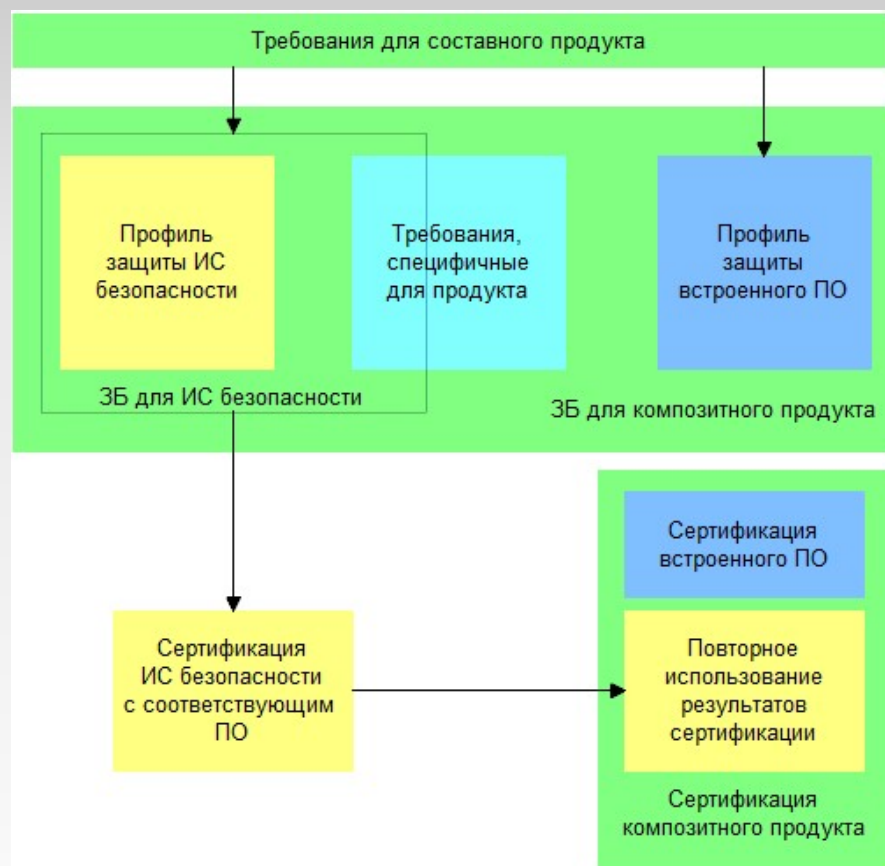 Требования для составного продукта
Профиль
защиты ИС
безопасности
Требования,
специфичные
для продукта
Профиль
защиты
встроенного ПО
ЗБ для ИС безопасности
ЗБ для композитного продукта
Сертификация
встроенного ПО
Сертификация
ИС безопасности
с соответствующим
ПО
Повторное
использование
результатов
сертификации
Сертификация
композитного продукта